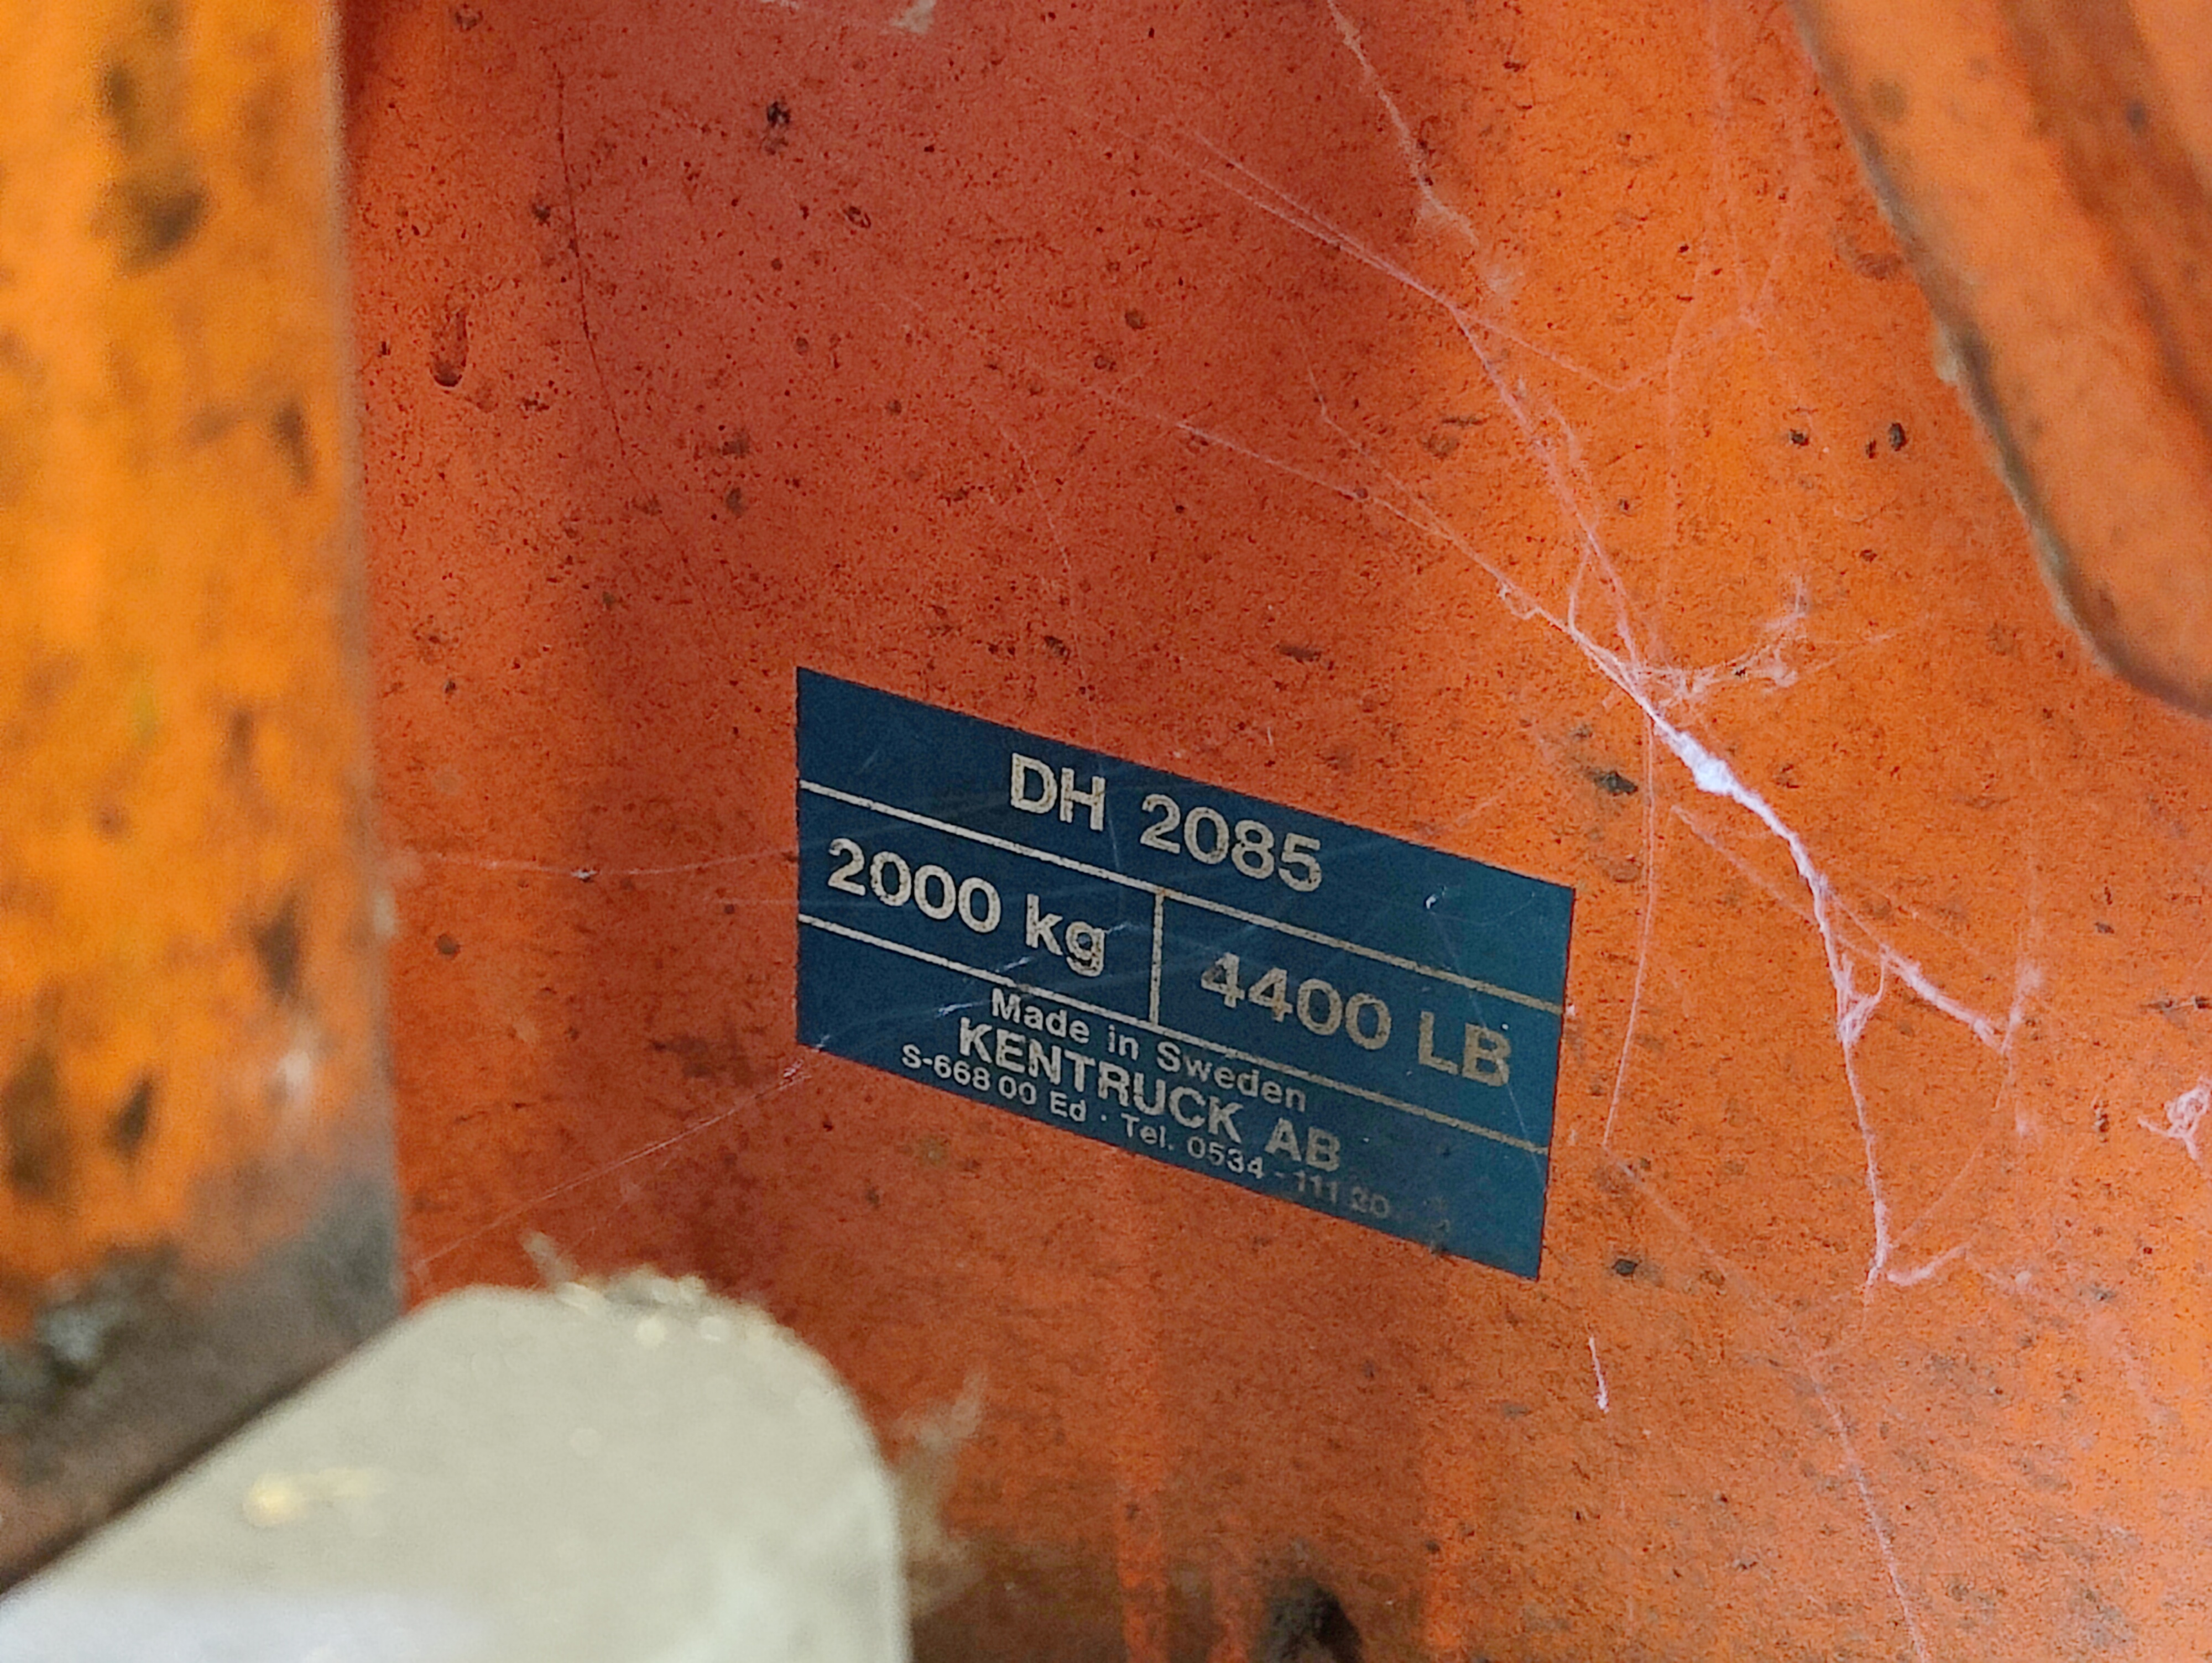 DH 2085
2000 kg 4400 LB
Made in Sweden
KENTRUCK AB
S-668 00 Ed · Tel. 0534 - 111 20